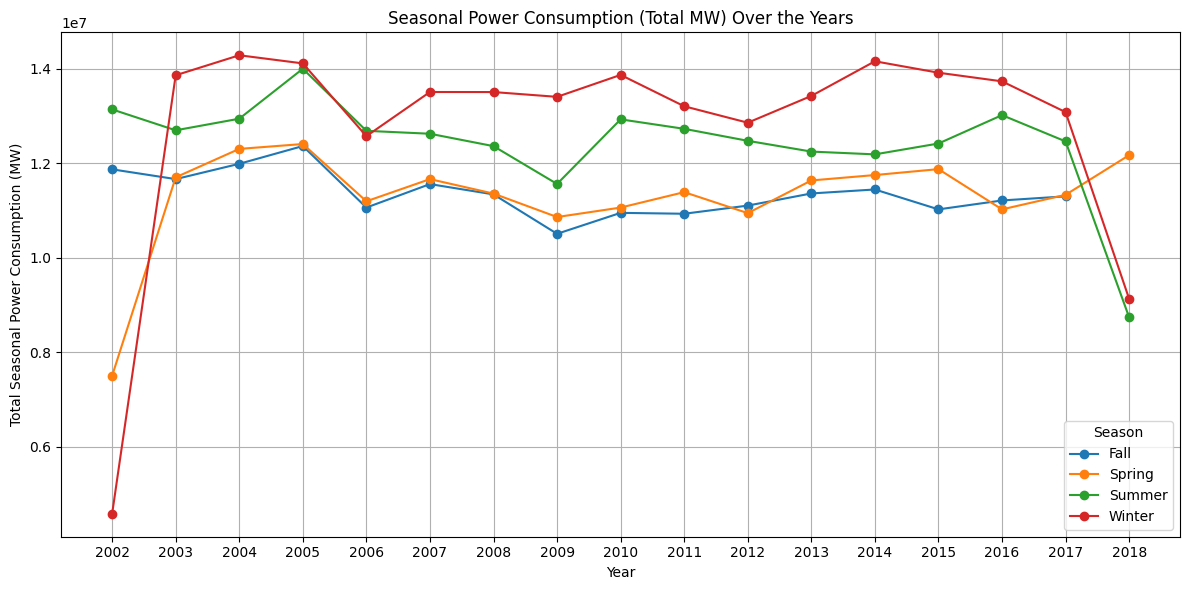 Seasonal Power Consumption (Total MW) Over the Years
1e7
1.4
1.2
1.0
0.8
0.6
Total Seasonal Power Consumption (MW)
Season
Fall
Spring
Summer
Winter
2002 2003 2004 2005 2006 2007 2008 2009 2010 2011 2012 2013 2014 2015 2016 2017 2018
Year